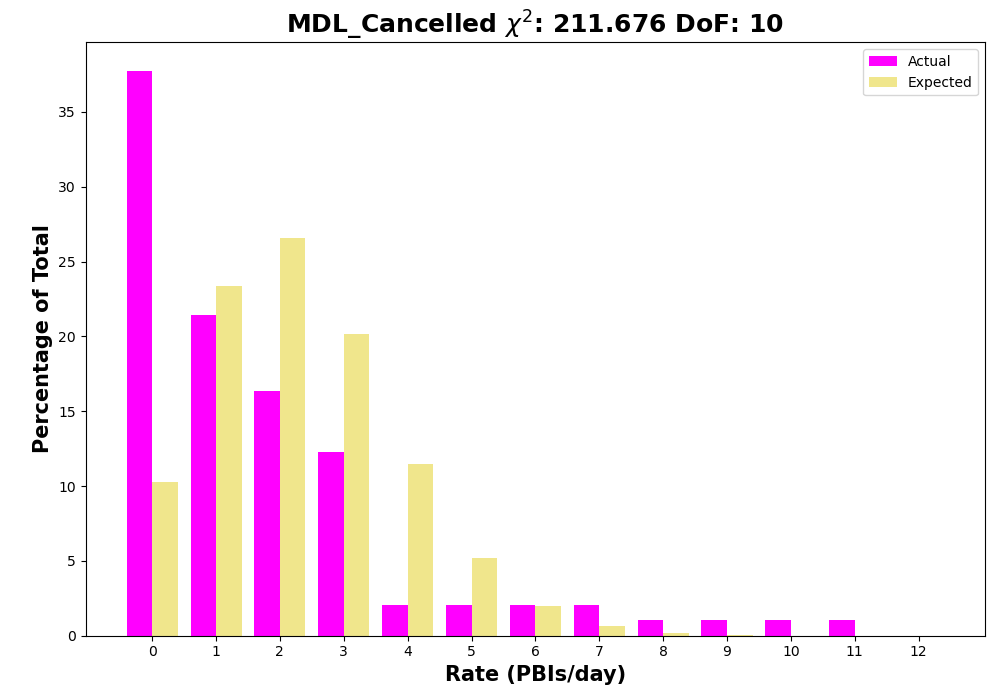 MDL_Cancelled χ²: 211.676 DoF: 10
Actual
Expected
Percentage of Total
35
30
25
20
15
10
5
0
0 1 2 3 4 5 6 7 8 9 10 11 12
Rate (PBIs/day)